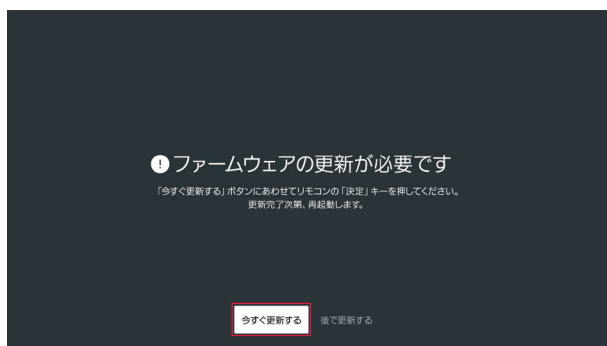 ! ファームウェアの更新が必要です
「今すぐ更新する」ボタンにあわせてリモコンの「決定」キーを押してください。
更新完了次第、再起動します。
今すぐ更新する 後で更新する